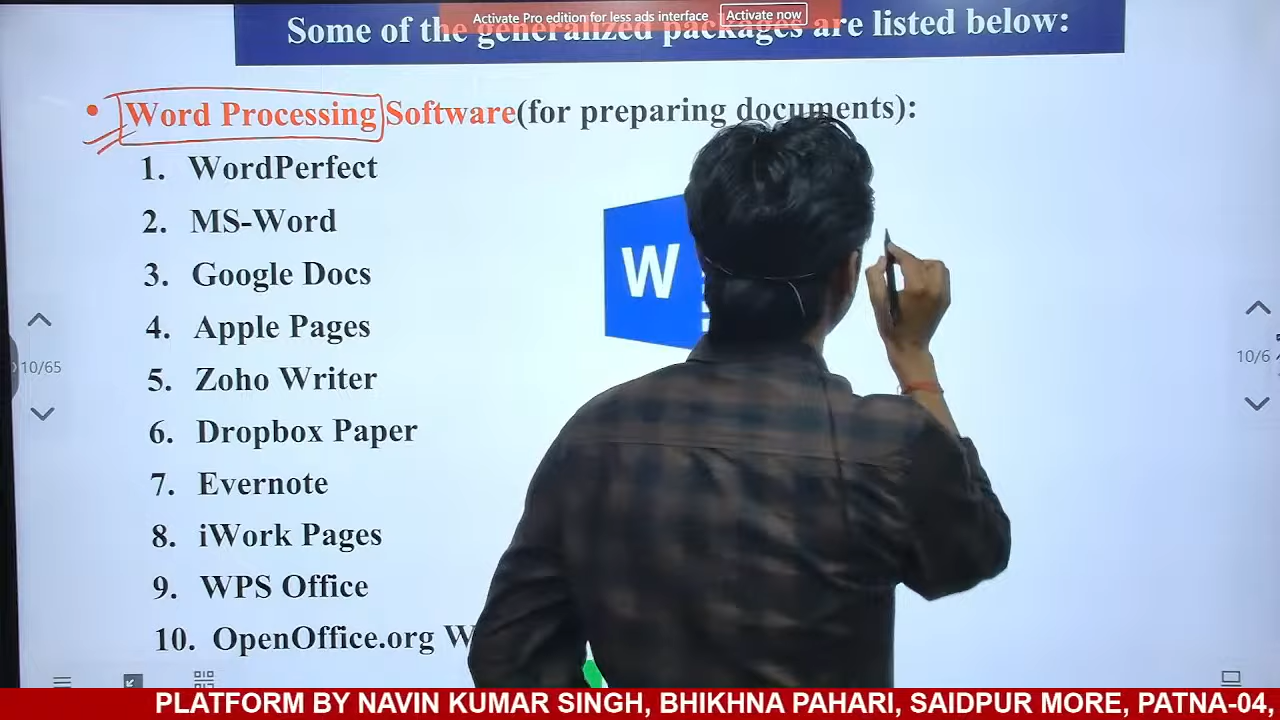 Activate Pro edition for less ads interface Activate now
Some of the generalized packages are listed below:
• Word Processing Software(for preparing documents):
1. WordPerfect
2. MS-Word
W
3. Google Docs
4. Apple Pages
10/65
10/6
5. Zoho Writer
6. Dropbox Paper
7. Evernote
8. iWork Pages
9. WPS Office
10. OpenOffice.org W
PLATFORM BY NAVIN KUMAR SINGH, BHIKHNA PAHARI, SAIDPUR MORE, PATNA-04,